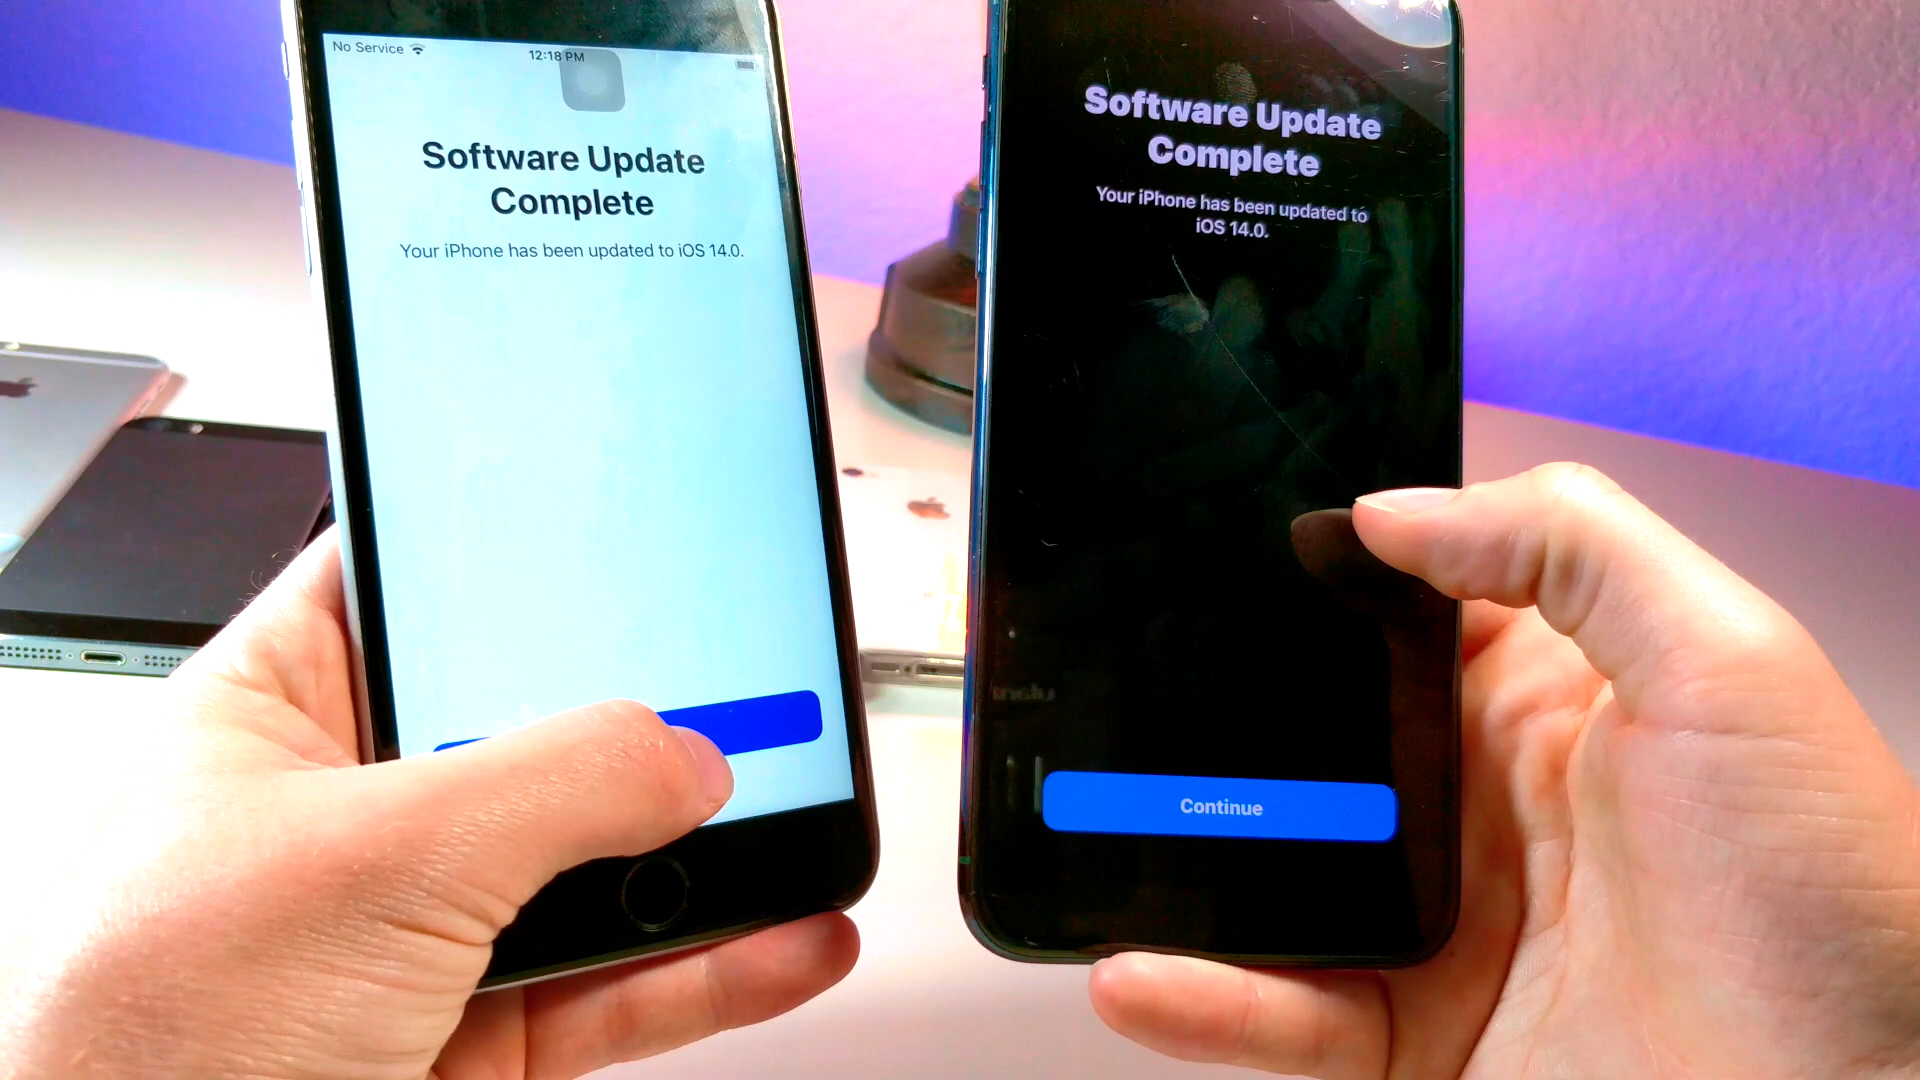 No Service
12:18 PM
Software Update
Complete
Your iPhone has been updated to iOS 14.0.
Software Update
Complete
Your iPhone has been updated to
iOS 14.0.
Continue